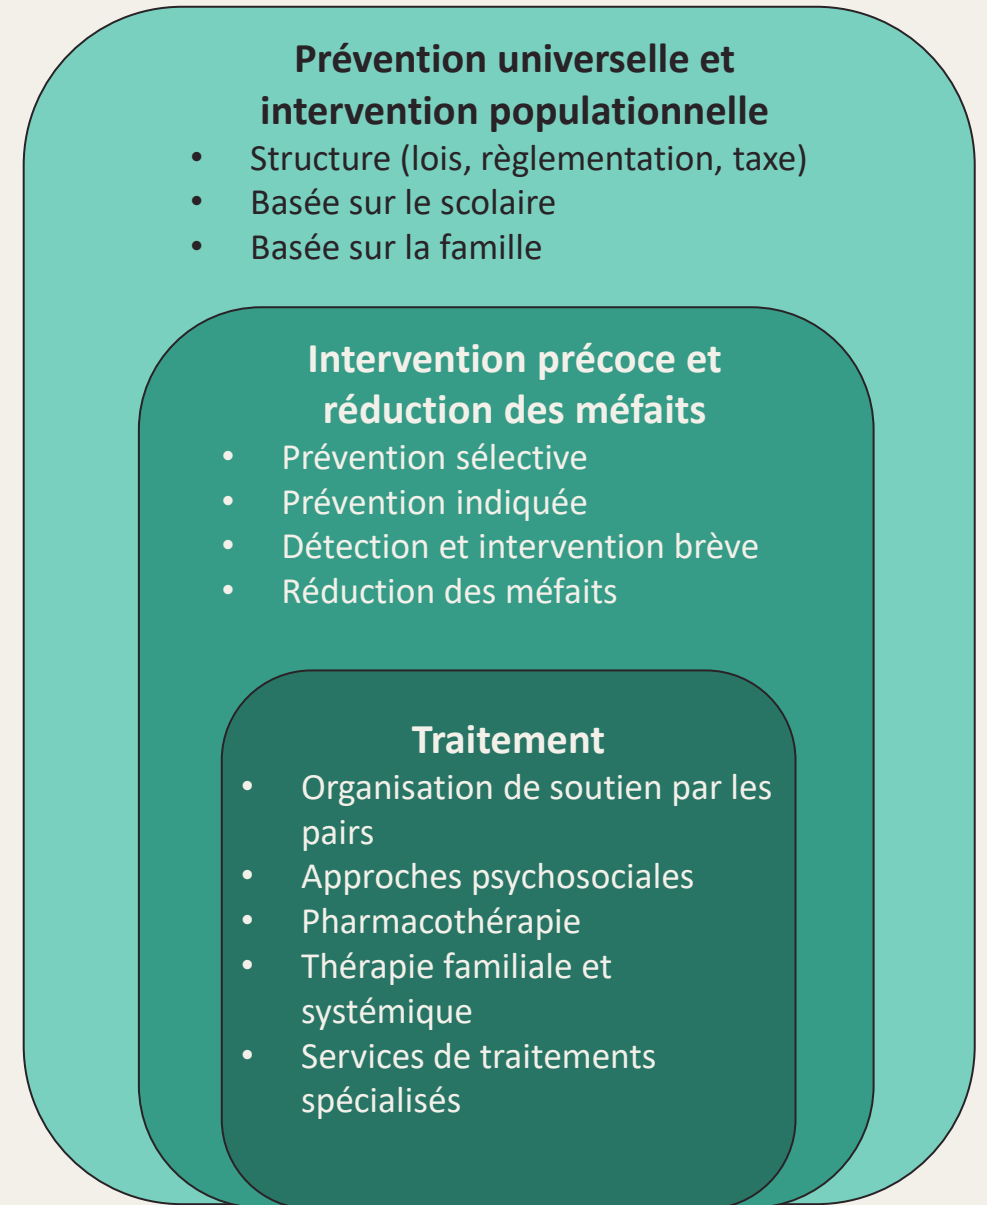 Prévention universelle et
intervention populationnelle
• Structure (lois, règlementation, taxe)
• Basée sur le scolaire
• Basée sur la famille
Intervention précoce et
réduction des méfaits
• Prévention sélective
• Prévention indiquée
• Détection et intervention brève
• Réduction des méfaits
Traitement
• Organisation de soutien par les
pairs
• Approches psychosociales
• Pharmacothérapie
• Thérapie familiale et
systémique
• Services de traitements
spécialisés